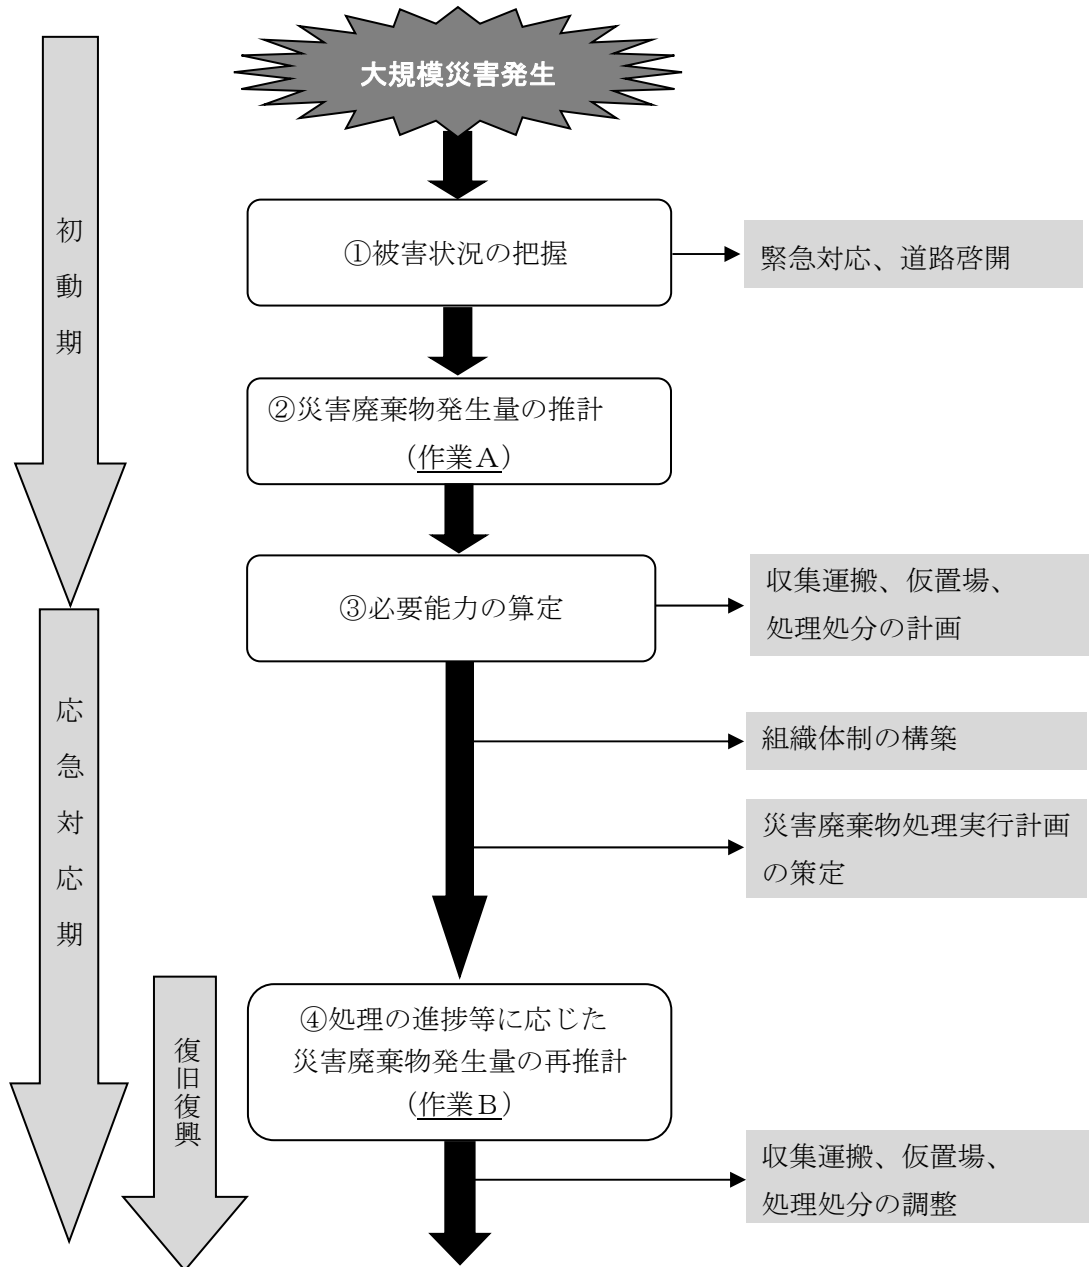 大規模災害発生
初動期
①被害状況の把握
緊急対応、道路啓開
②災害廃棄物発生量の推計
（作業Ａ）
③必要能力の算定
収集運搬、仮置場、
処理処分の計画
応急対応期
組織体制の構築
災害廃棄物処理実行計画
の策定
復旧復興
④処理の進捗等に応じた
災害廃棄物発生量の再推計
（作業Ｂ）
収集運搬、仮置場、
処理処分の調整